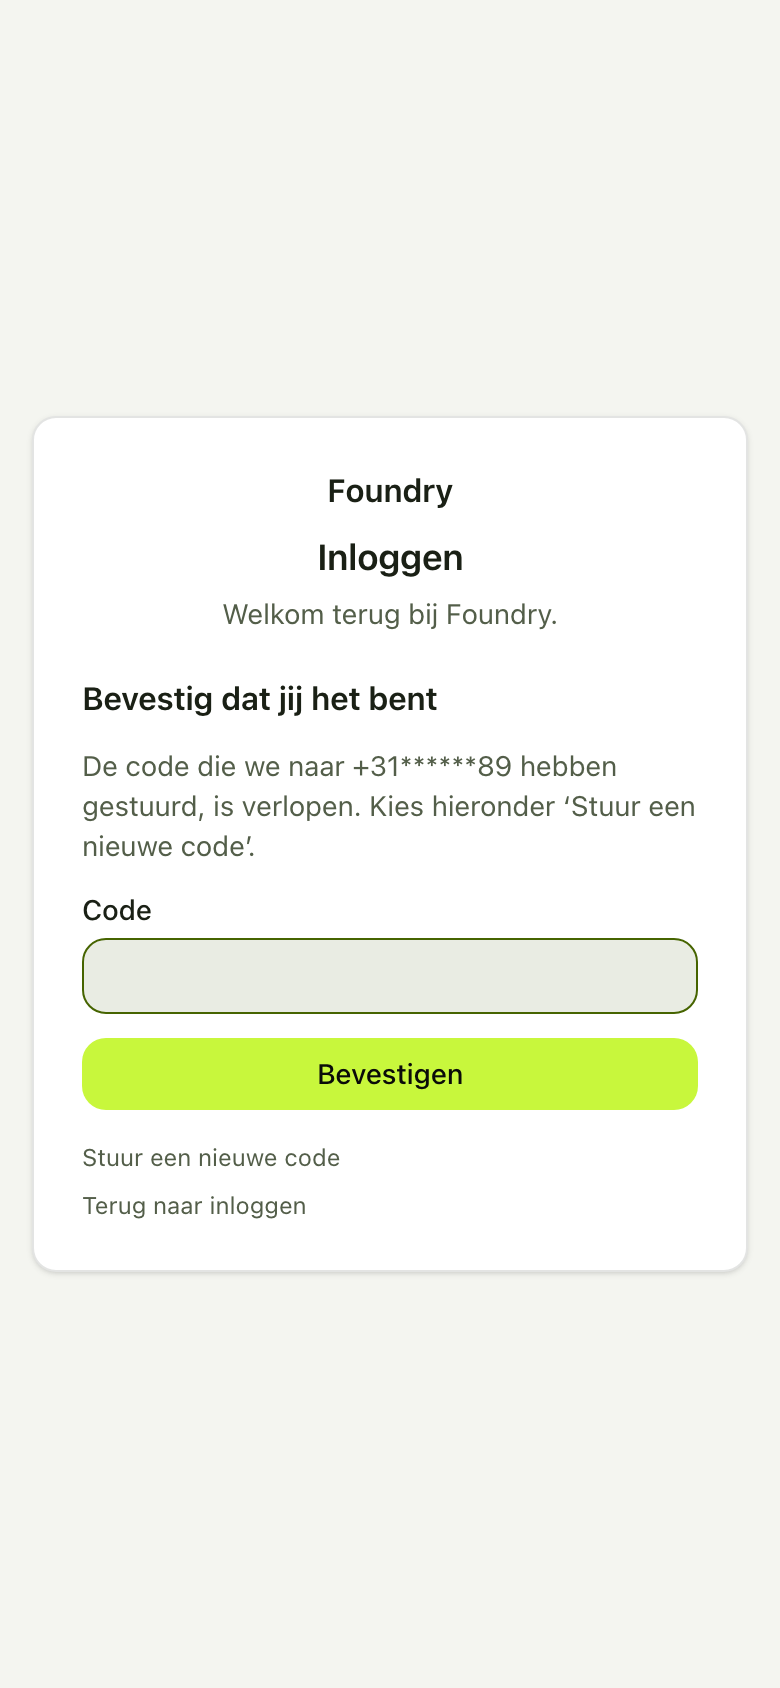 Foundry
Inloggen
Welkom terug bij Foundry.
Bevestig dat jij het bent
De code die we naar +31******89 hebben
gestuurd, is verlopen. Kies hieronder ‘Stuur een
nieuwe code’.
Code
Bevestigen
Stuur een nieuwe code
Terug naar inloggen